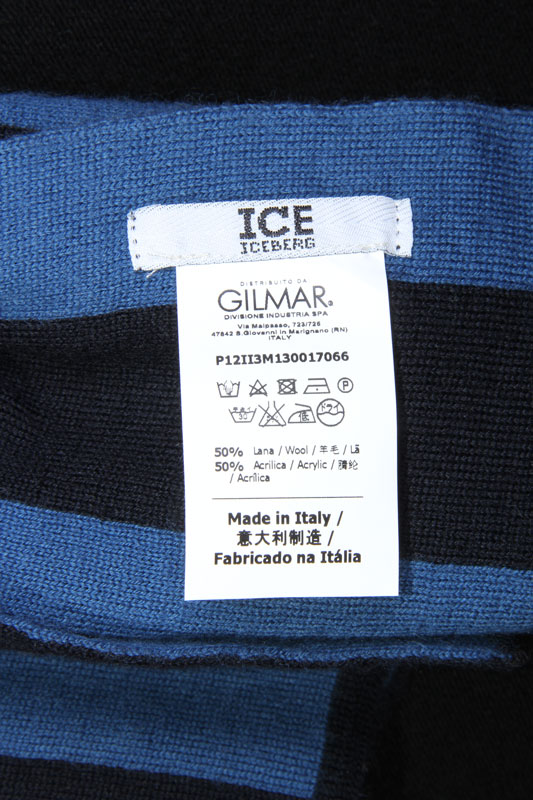 ICE
ICEBERG
DISTRIBUITO DA
GILMAR®
DIVISIONE INDUSTRIA SPA
Via Malpasso, 723/725
47842 S.Giovanni in Marignano (RN)
ITALY
P12II3M130017066
50% Lana / Wool / 羊毛 / Lã
50% Acrilica / Acrylic / 腈纶
/ Acrílica
Made in Italy /
意大利制造 /
Fabricado na Itália